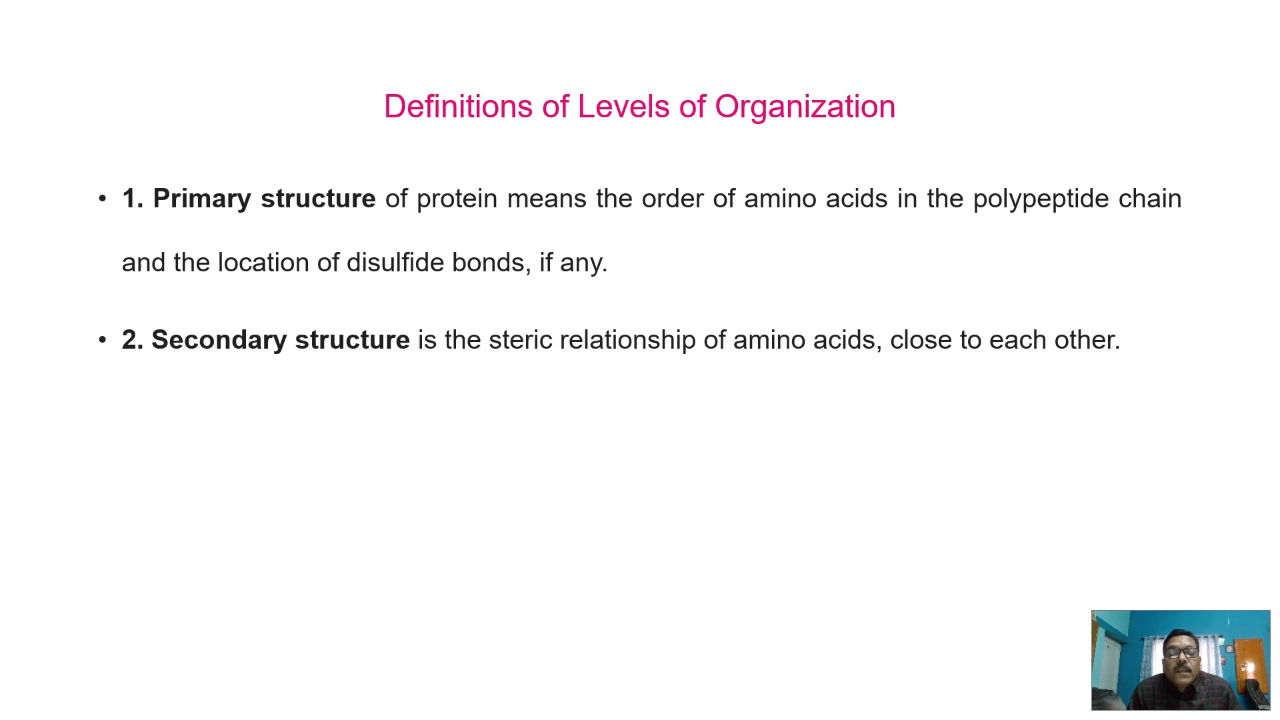 Definitions of Levels of Organization
• 1. Primary structure of protein means the order of amino acids in the polypeptide chain
and the location of disulfide bonds, if any.
• 2. Secondary structure is the steric relationship of amino acids, close to each other.